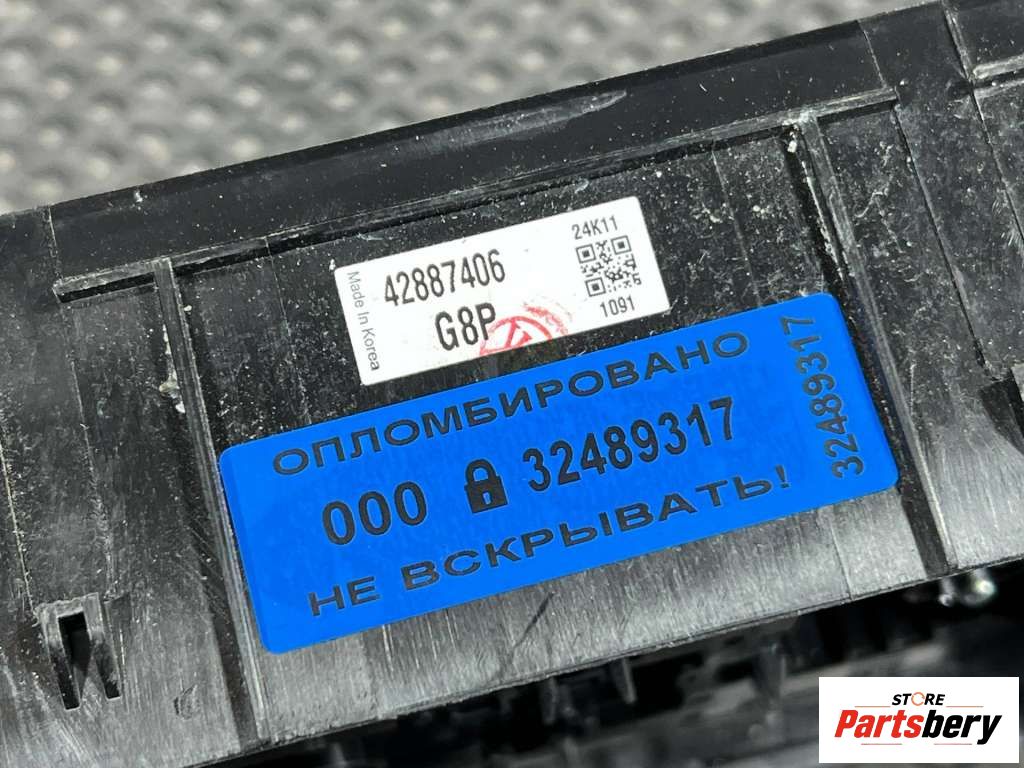 Made In Korea
42887406
24K11
G8P
1091
ОПЛОМБИРОВАНО
000 32489317
НЕ ВСКРЫВАТЬ!
32489317
STORE
Partsbery